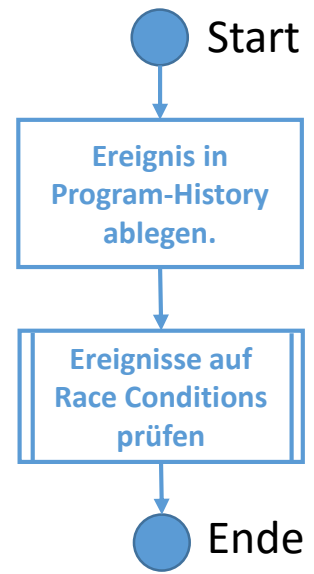 Start
Ereignis in
Program-History
ablegen.
Ereignisse auf
Race Conditions
prüfen
Ende